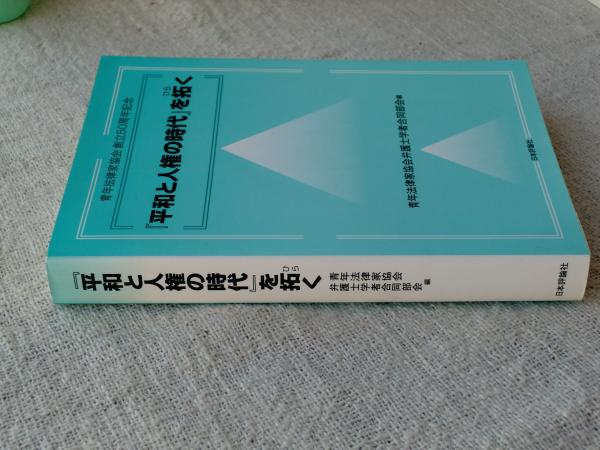 青年法律家協会創立50周年記念
『平和と人権の時代』を拓く
ひら
青年法律家協会弁護士学者合同部会編
日本評論社
『平和と人権の時代』を拓く
ひら
青年法律家協会
弁護士学者合同部会
編
日本評論社